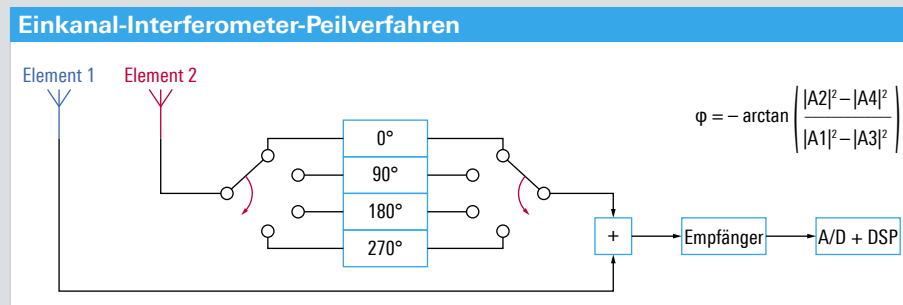 Einkanal-Interferometer-Peilverfahren
Element 1 Element 2
φ = – arctan ( |A2|² – |A4|² / |A1|² – |A3|² )
0°
90°
180°
270°
+ Empfänger A/D + DSP